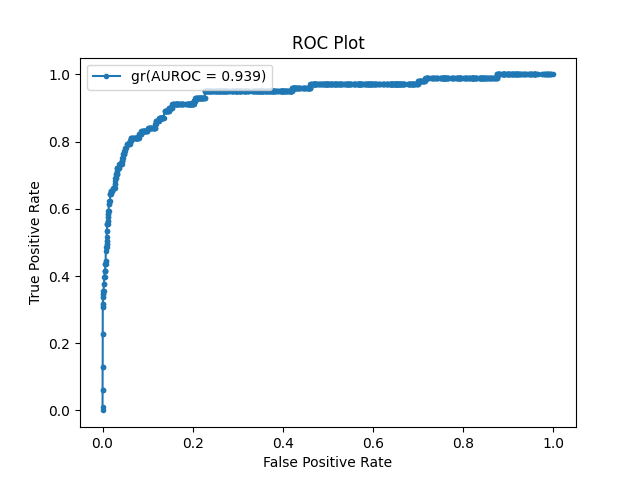 ROC Plot
gr(AUROC = 0.939)
1.0
0.8
0.6
0.4
0.2
0.0
True Positive Rate
0.0 0.2 0.4 0.6 0.8 1.0
False Positive Rate